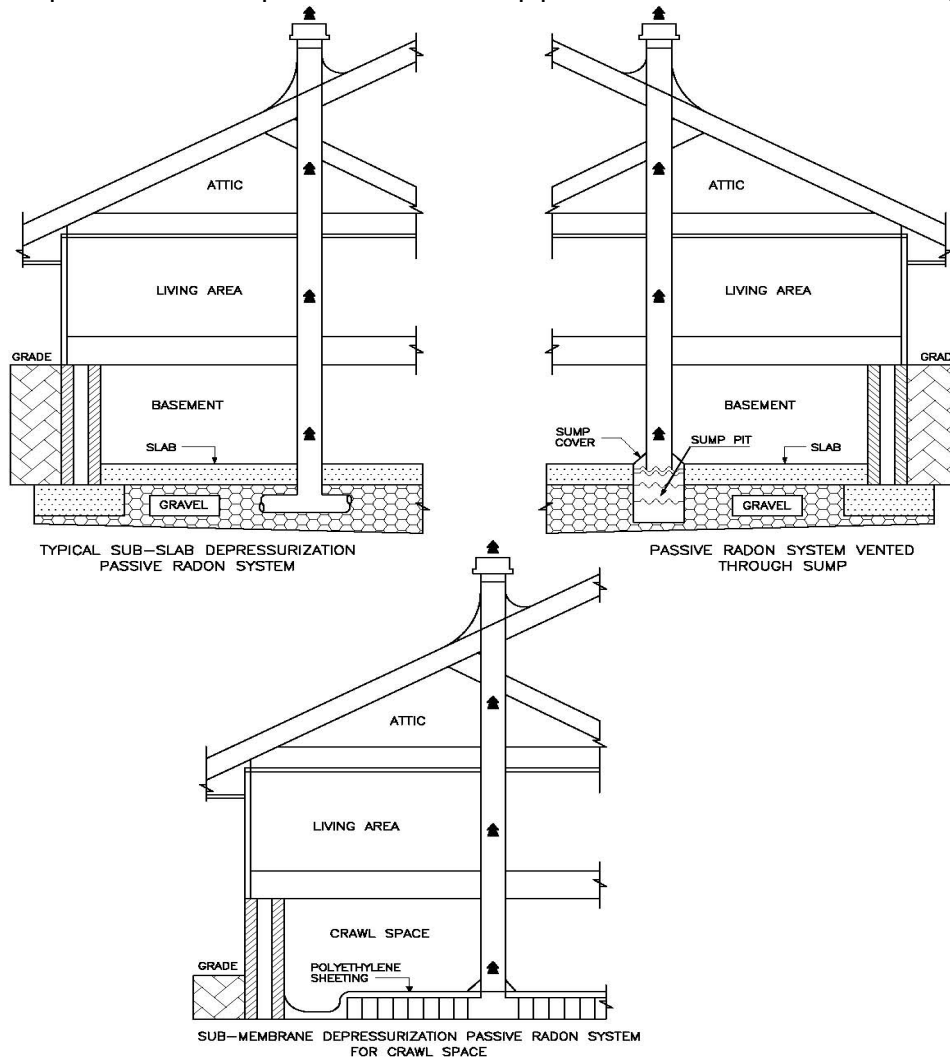 ATTIC
LIVING AREA
GRADE
BASEMENT
SLAB
GRAVEL
TYPICAL SUB-SLAB DEPRESSURIZATION
PASSIVE RADON SYSTEM
ATTIC
LIVING AREA
GRADE
BASEMENT
SUMP
COVER
SUMP PIT
SLAB
GRAVEL
PASSIVE RADON SYSTEM VENTED
THROUGH SUMP
ATTIC
LIVING AREA
CRAWL SPACE
GRADE
POLYETHYLENE
SHEETING
SUB-MEMBRANE DEPRESSURIZATION PASSIVE RADON SYSTEM
FOR CRAWL SPACE